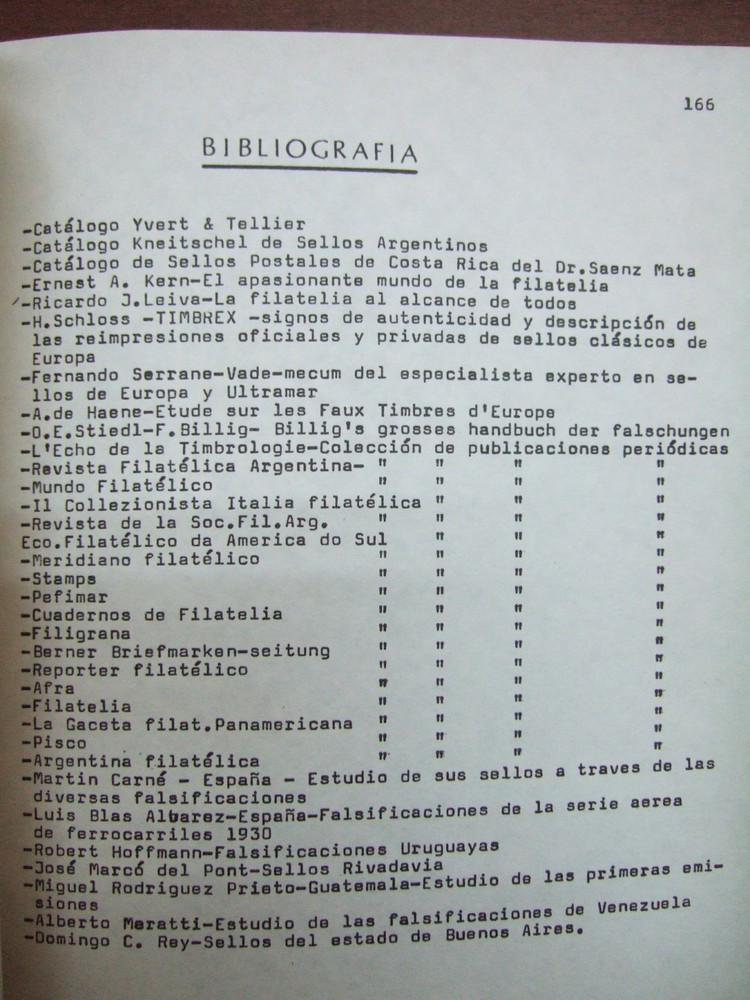 166
BIBLIOGRAFIA
-Catálogo Yvert & Tellier
-Catálogo Kneitschel de Sellos Argentinos
-Catálogo de Sellos Postales de Costa Rica del Dr.Saenz Mata
-Ernest A. Kern-El apasionante mundo de la filatelia
-Ricardo J.Leiva-La filatelia al alcance de todos
-H.Schloss -TIMBREX -signos de autenticidad y descripción de
las reimpresiones oficiales y privadas de sellos clásicos de
Europa
-Fernando Serrane-Vade-mecum del especialista experto en se-
llos de Europa y Ultramar
-A.de Haene-Etude sur les Faux Timbres d'Europe
-O.E.Stiedl-F.Billig- Billig's grosses handbuch der falschungen
-L'Echo de la Timbrologie-Colección de publicaciones periódicas
-Revista Filatélica Argentina- " " " "
-Mundo Filatélico " " " "
-Il Collezionista Italia filatélica " " " 
-Revista de la Soc.Fil.Arg. " " " "
Eco.Filatélico da America do Sul " " " "
-Meridiano filatélico " " " "
-Stamps " " " "
-Pefimar " " " "
-Cuadernos de Filatelia " " " "
-Filigrana " " " "
-Berner Briefmarken-seitung " " " "
-Reporter filatélico " " " "
-Afra " " " "
-Filatelia " " " "
-La Gaceta filat.Panamericana " " " "
-Pisco " " " "
-Argentina filatélica " " " "
-Martin Carné - España - Estudio de sus sellos a traves de las
diversas falsificaciones
-Luis Blas Albarez-España-Falsificaciones de la serie aerea
de ferrocarriles 1930
-Robert Hoffmann-Falsificaciones Uruguayas
-José Marcó del Pont-Sellos Rivadavia
-Miguel Rodriguez Prieto-Guatemala-Estudio de las primeras emi-
siones
-Alberto Meratti-Estudio de las falsificaciones de Venezuela
-Domingo C. Rey-Sellos del estado de Buenos Aires.